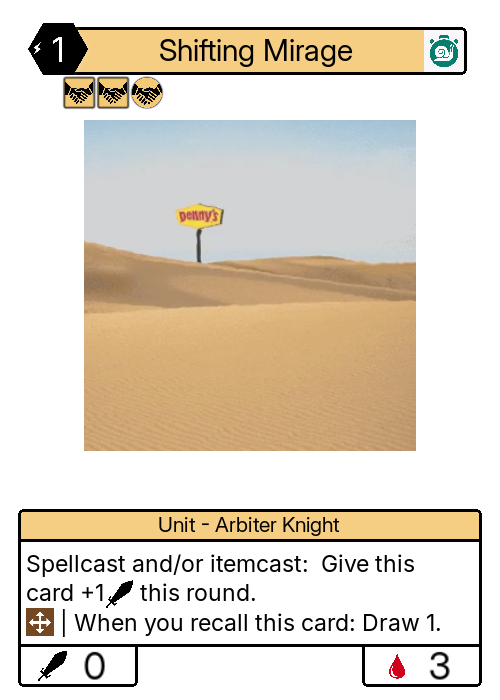 1 Shifting Mirage
Denny's
Unit - Arbiter Knight
Spellcast and/or itemcast: Give this
card +1 this round.
| When you recall this card: Draw 1.
0 3